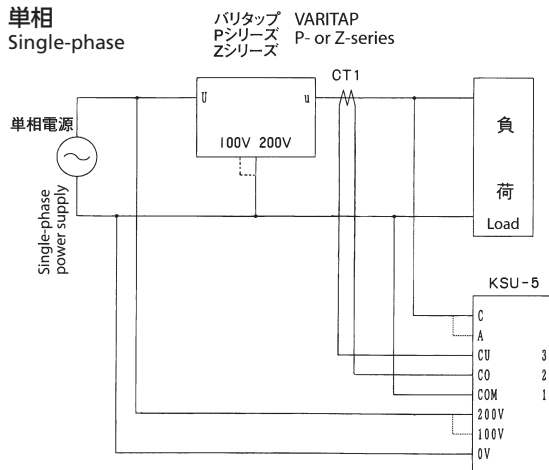 単相
Single-phase
バリタップ VARITAP
Pシリーズ P- or Z-series
Zシリーズ
CT1
U u
100V 200V
単相電源
Single-phase
power supply
負
荷
Load
KSU-5
C
A
CU 3
CO 2
COM 1
200V
100V
0V